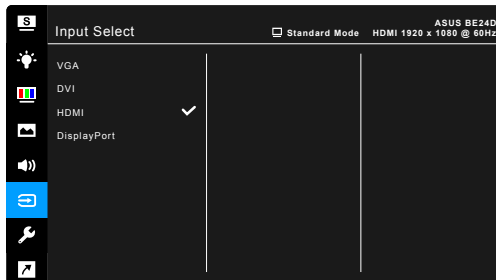 S
Input Select
Standard Mode
ASUS BE24D
HDMI 1920 x 1080 @ 60Hz
VGA
DVI
HDMI
DisplayPort